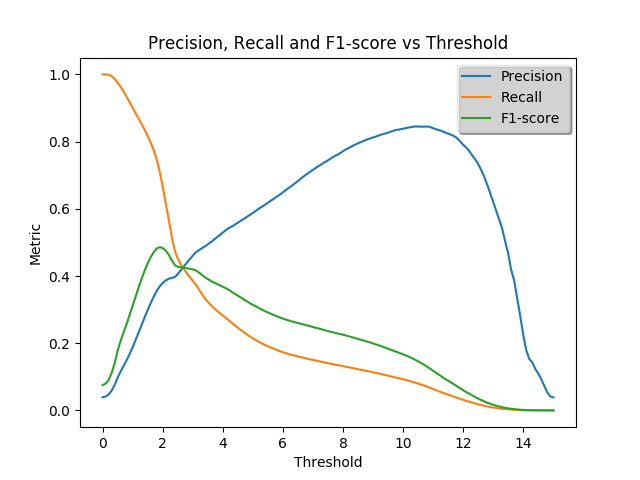 Precision, Recall and F1-score vs Threshold
Precision
Recall
F1-score
1.0
0.8
0.6
0.4
0.2
0.0
Metric
0 2 4 6 8 10 12 14
Threshold